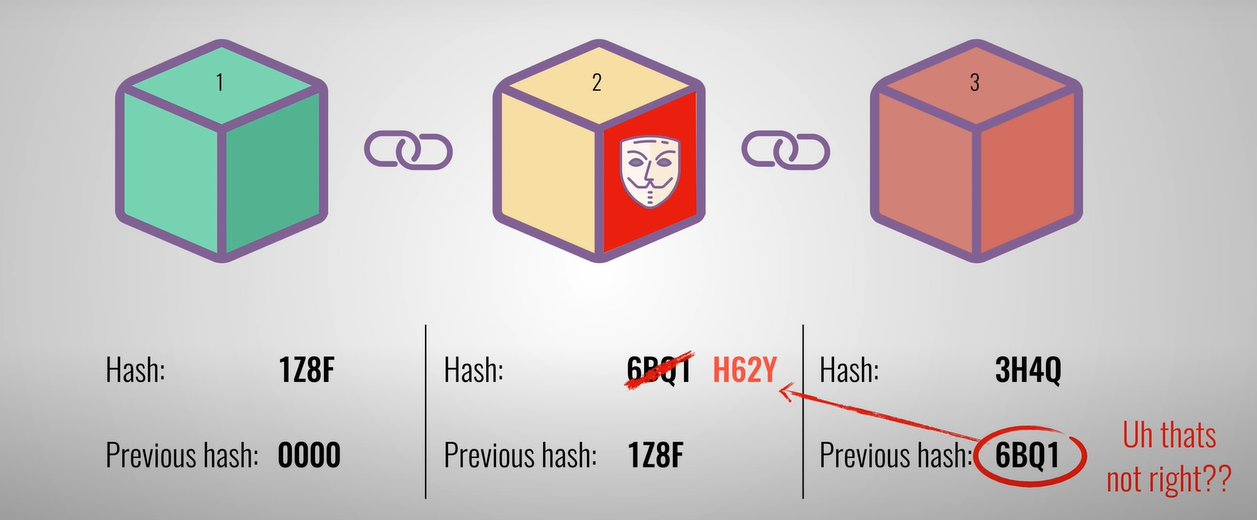 1
2
3
Hash: 1Z8F
Previous hash: 0000
Hash: 6BQ1 H62Y
Previous hash: 1Z8F
Hash: 3H4Q
Previous hash: 6BQ1
Uh thats
not right??